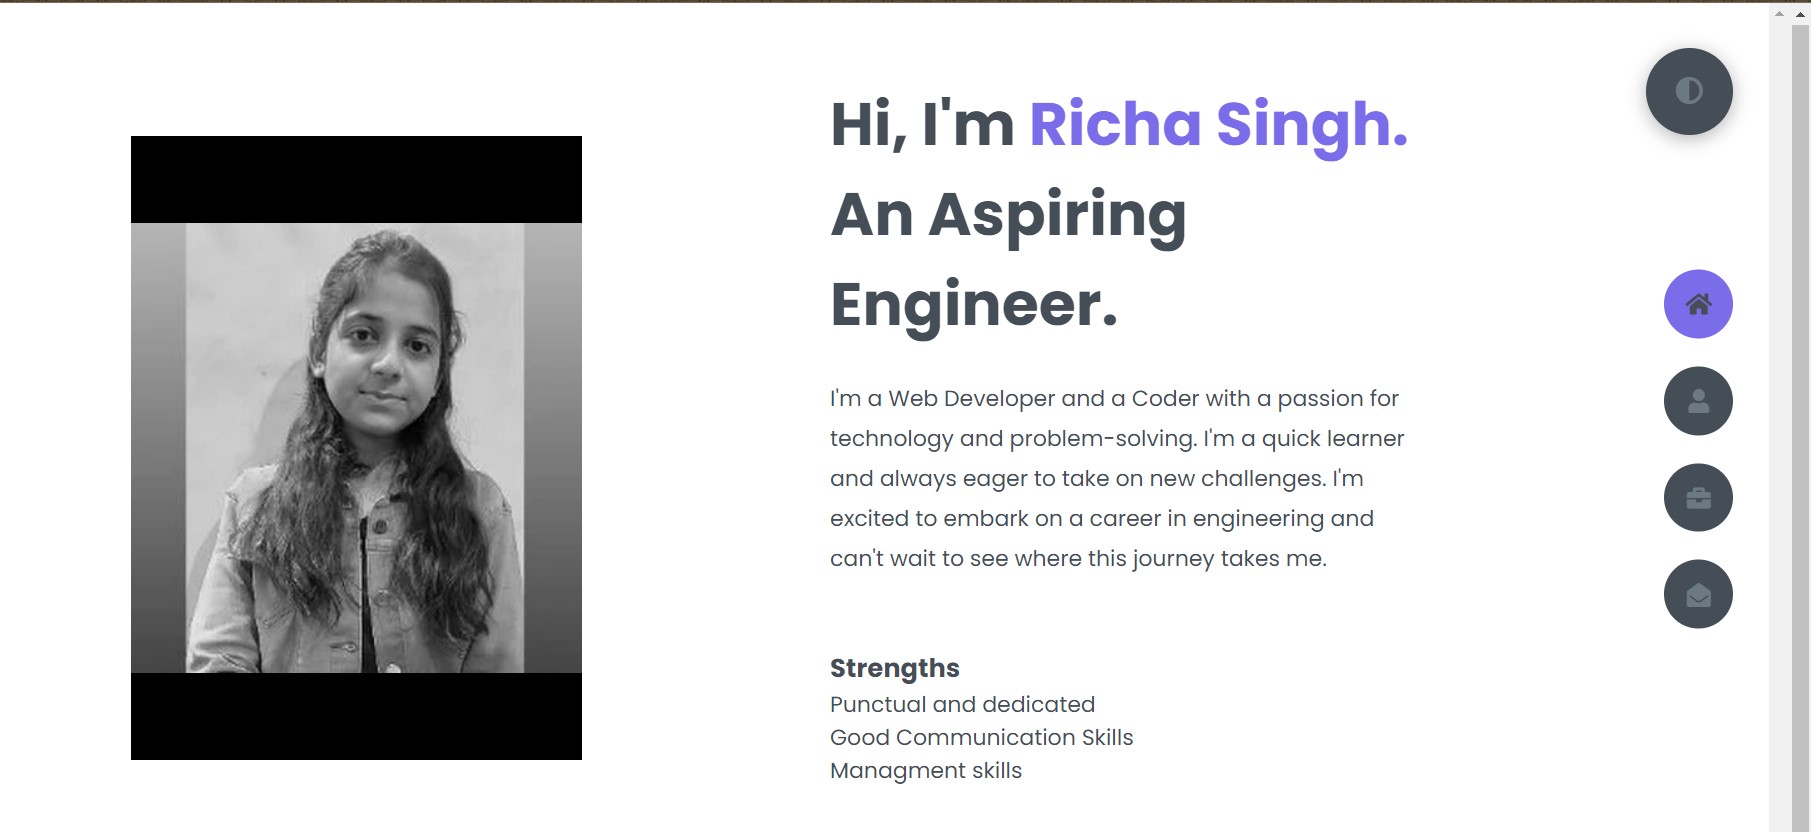 Hi, I'm Richa Singh.
An Aspiring
Engineer.
I'm a Web Developer and a Coder with a passion for
technology and problem-solving. I'm a quick learner
and always eager to take on new challenges. I'm
excited to embark on a career in engineering and
can't wait to see where this journey takes me.
Strengths
Punctual and dedicated
Good Communication Skills
Managment skills